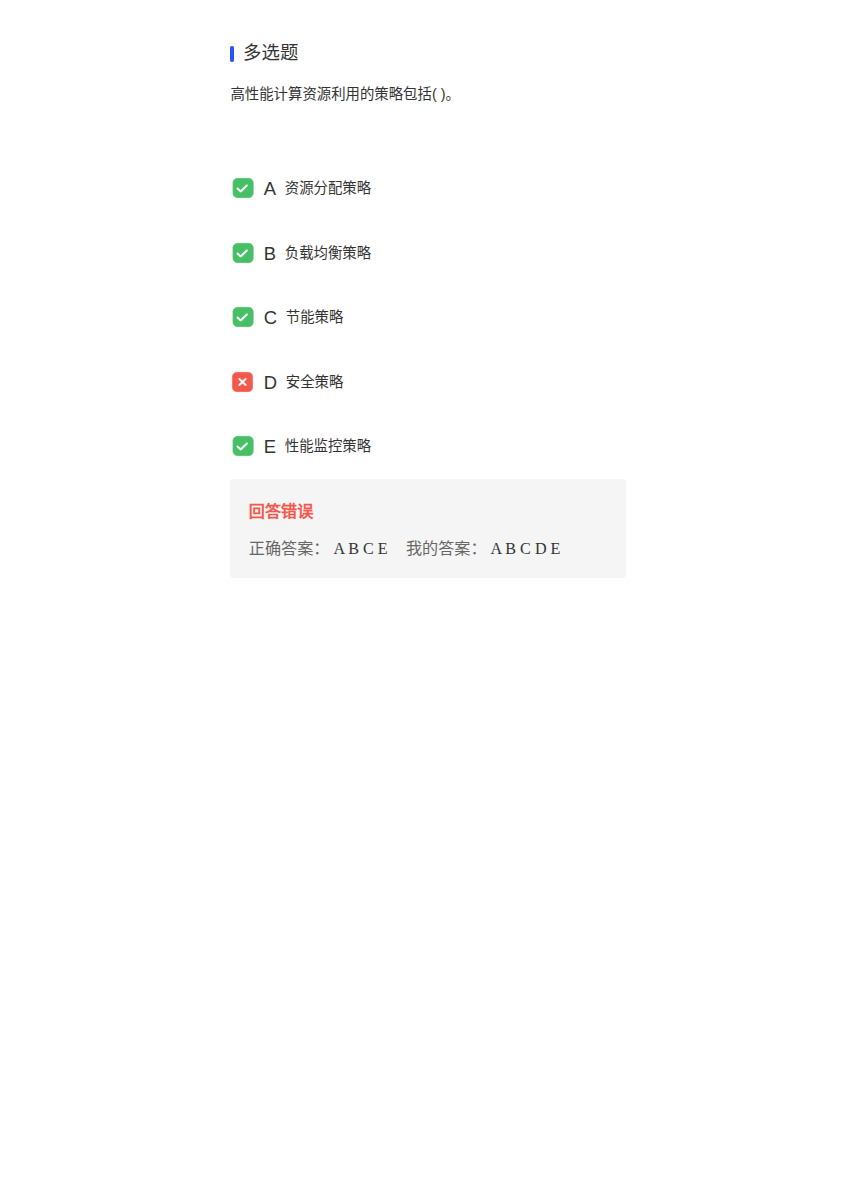 多选题
高性能计算资源利用的策略包括( )。
A 资源分配策略
B 负载均衡策略
C 节能策略
D 安全策略
E 性能监控策略
回答错误
正确答案： A B C E 我的答案： A B C D E